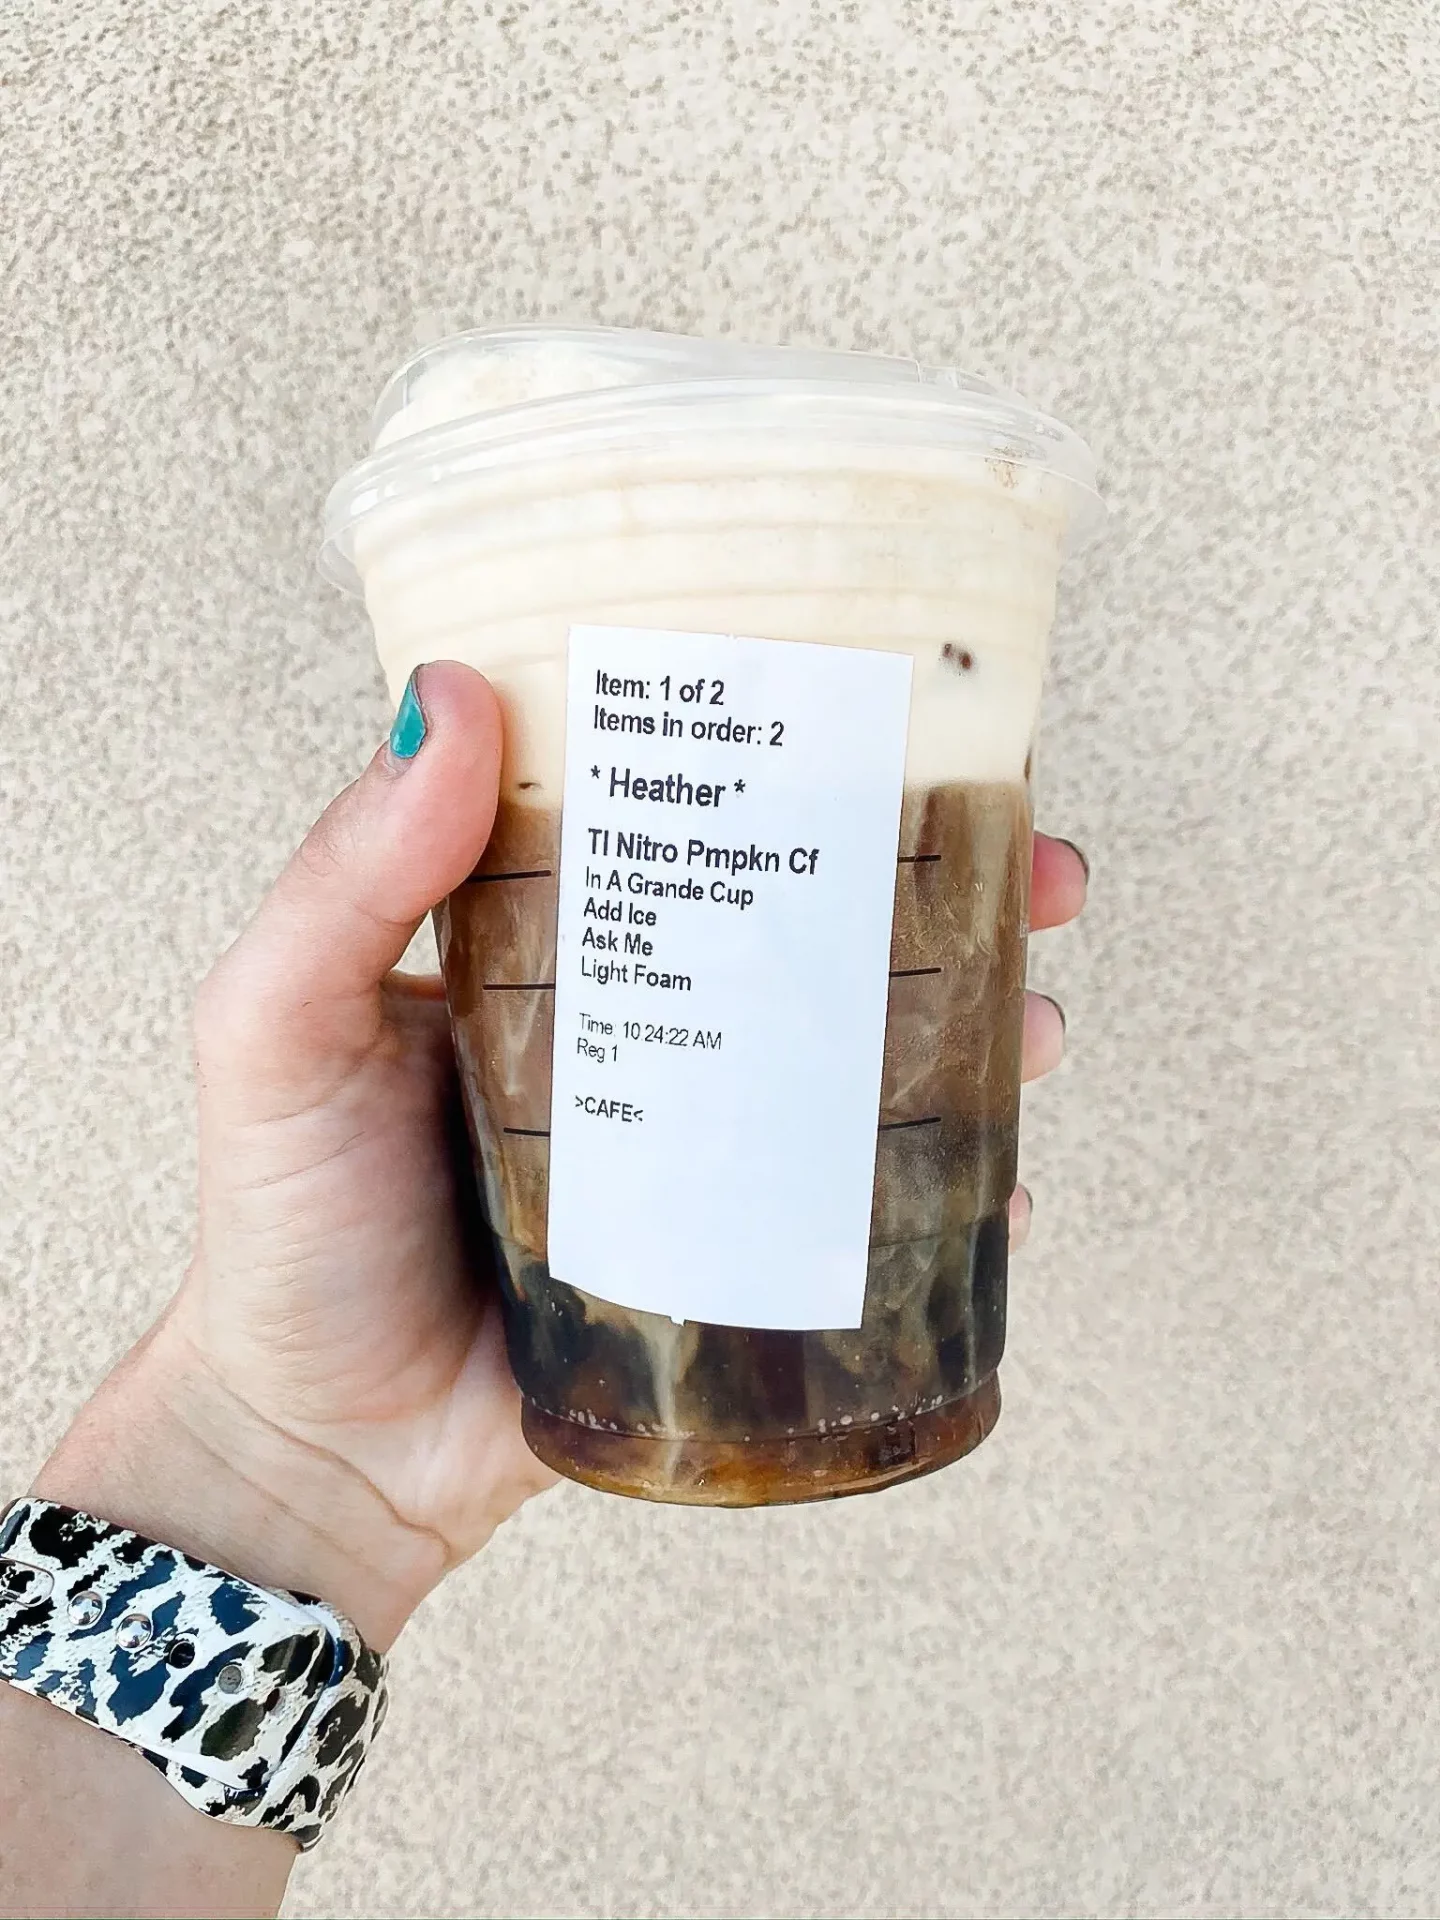 Item: 1 of 2
Items in order: 2
* Heather *
Tl Nitro Pmpkn Cf
In A Grande Cup
Add Ice
Ask Me
Light Foam
Time: 10:24:22 AM
Reg 1
>CAFE<